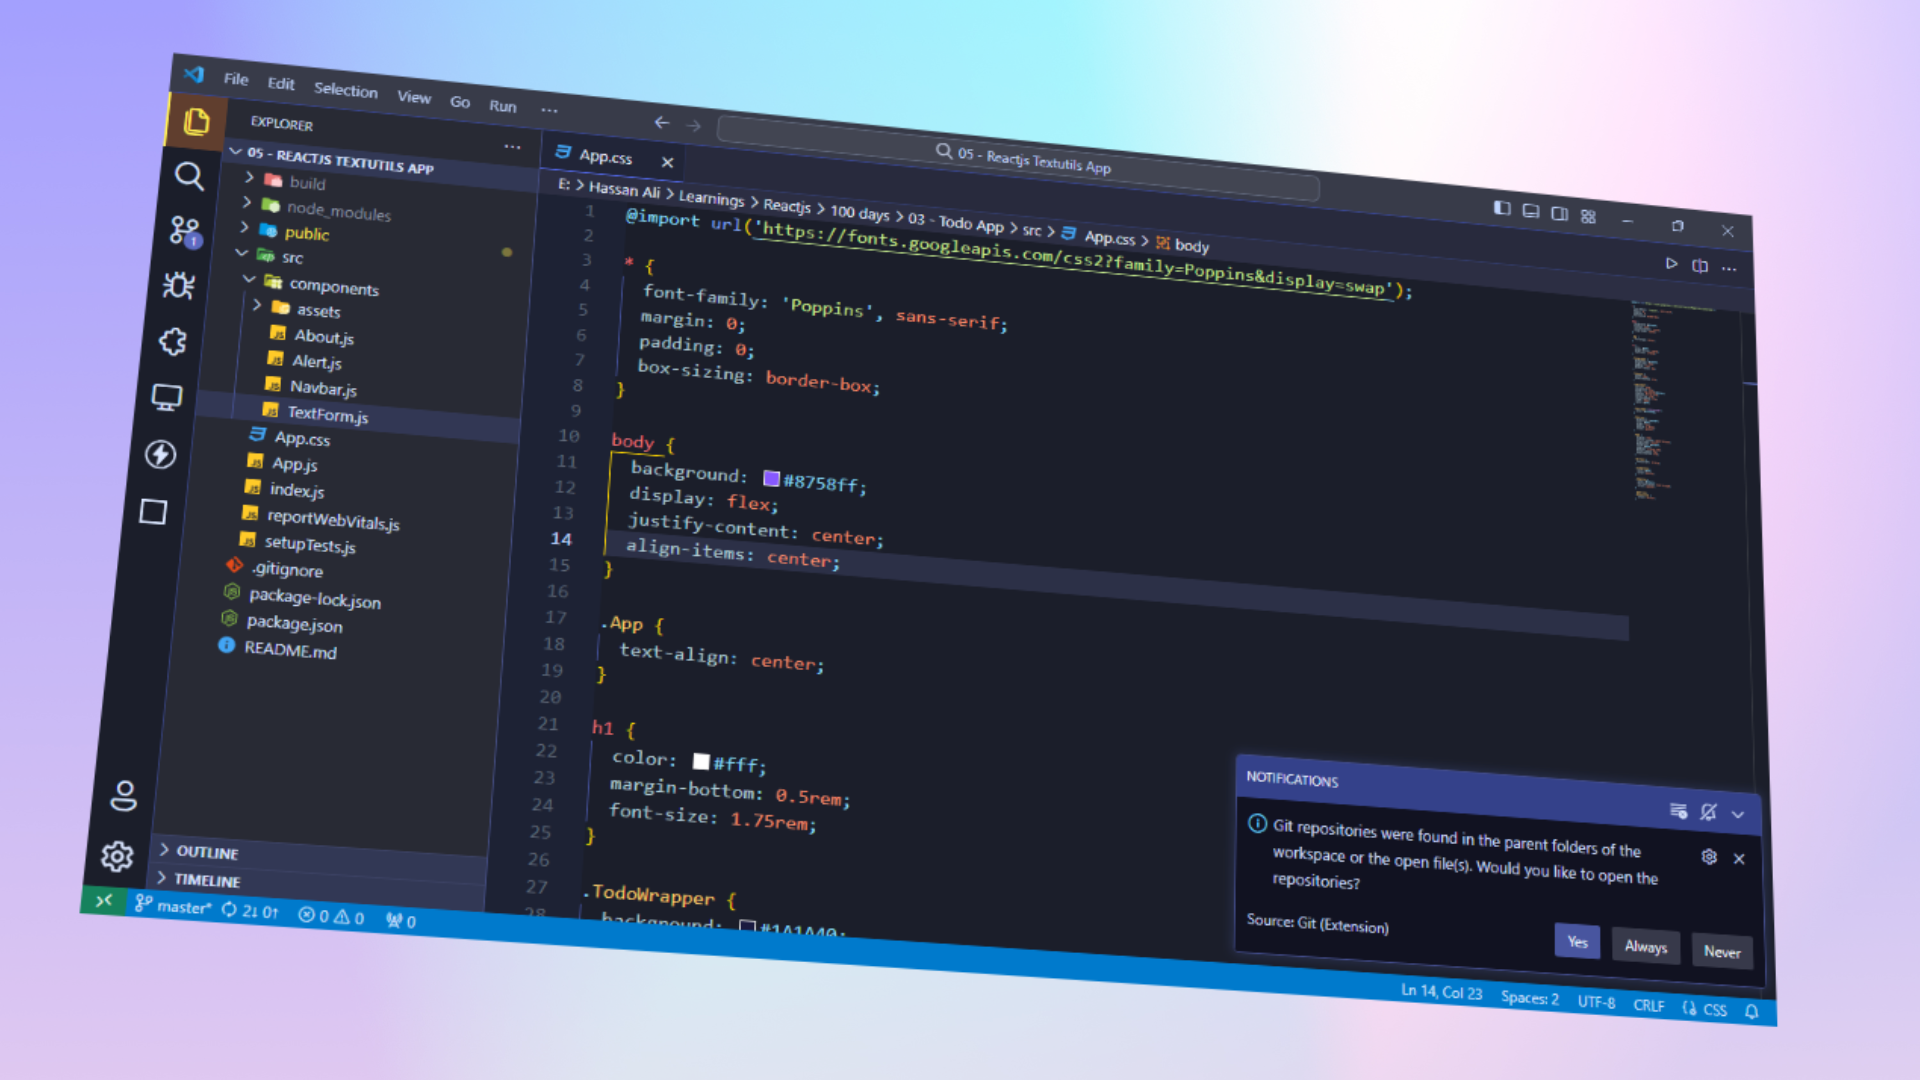 File Edit Selection View Go Run ...
05 - Reactjs Textutils App
EXPLORER ...
05 - REACTJS TEXTUTILS APP
build
node_modules
public
src
components
assets
About.js
Alert.js
Navbar.js
TextForm.js
App.css
App.js
index.js
reportWebVitals.js
setupTests.js
.gitignore
package-lock.json
package.json
README.md
OUTLINE
TIMELINE
1
App.css
E: > Hassan Ali > Learnings > Reactjs > 100 days > 03 - Todo App > src > App.css > body
1 @import url('https://fonts.googleapis.com/css2?family=Poppins&display=swap');
2
3 * {
4 font-family: 'Poppins', sans-serif;
5 margin: 0;
6 padding: 0;
7 box-sizing: border-box;
8 }
9
10 body {
11 background: #8758ff;
12 display: flex;
13 justify-content: center;
14 align-items: center;
15 }
16
17 .App {
18 text-align: center;
19 }
20
21 h1 {
22 color: #fff;
23 margin-bottom: 0.5rem;
24 font-size: 1.75rem;
25 }
26
27 .TodoWrapper {
28 background: #1A1A40;
NOTIFICATIONS
Git repositories were found in the parent folders of the
workspace or the open file(s). Would you like to open the
repositories?
Source: Git (Extension)
Yes Always Never
master* 2↓ 0↑ 0 0 0
Ln 14, Col 23 Spaces: 2 UTF-8 CRLF CSS